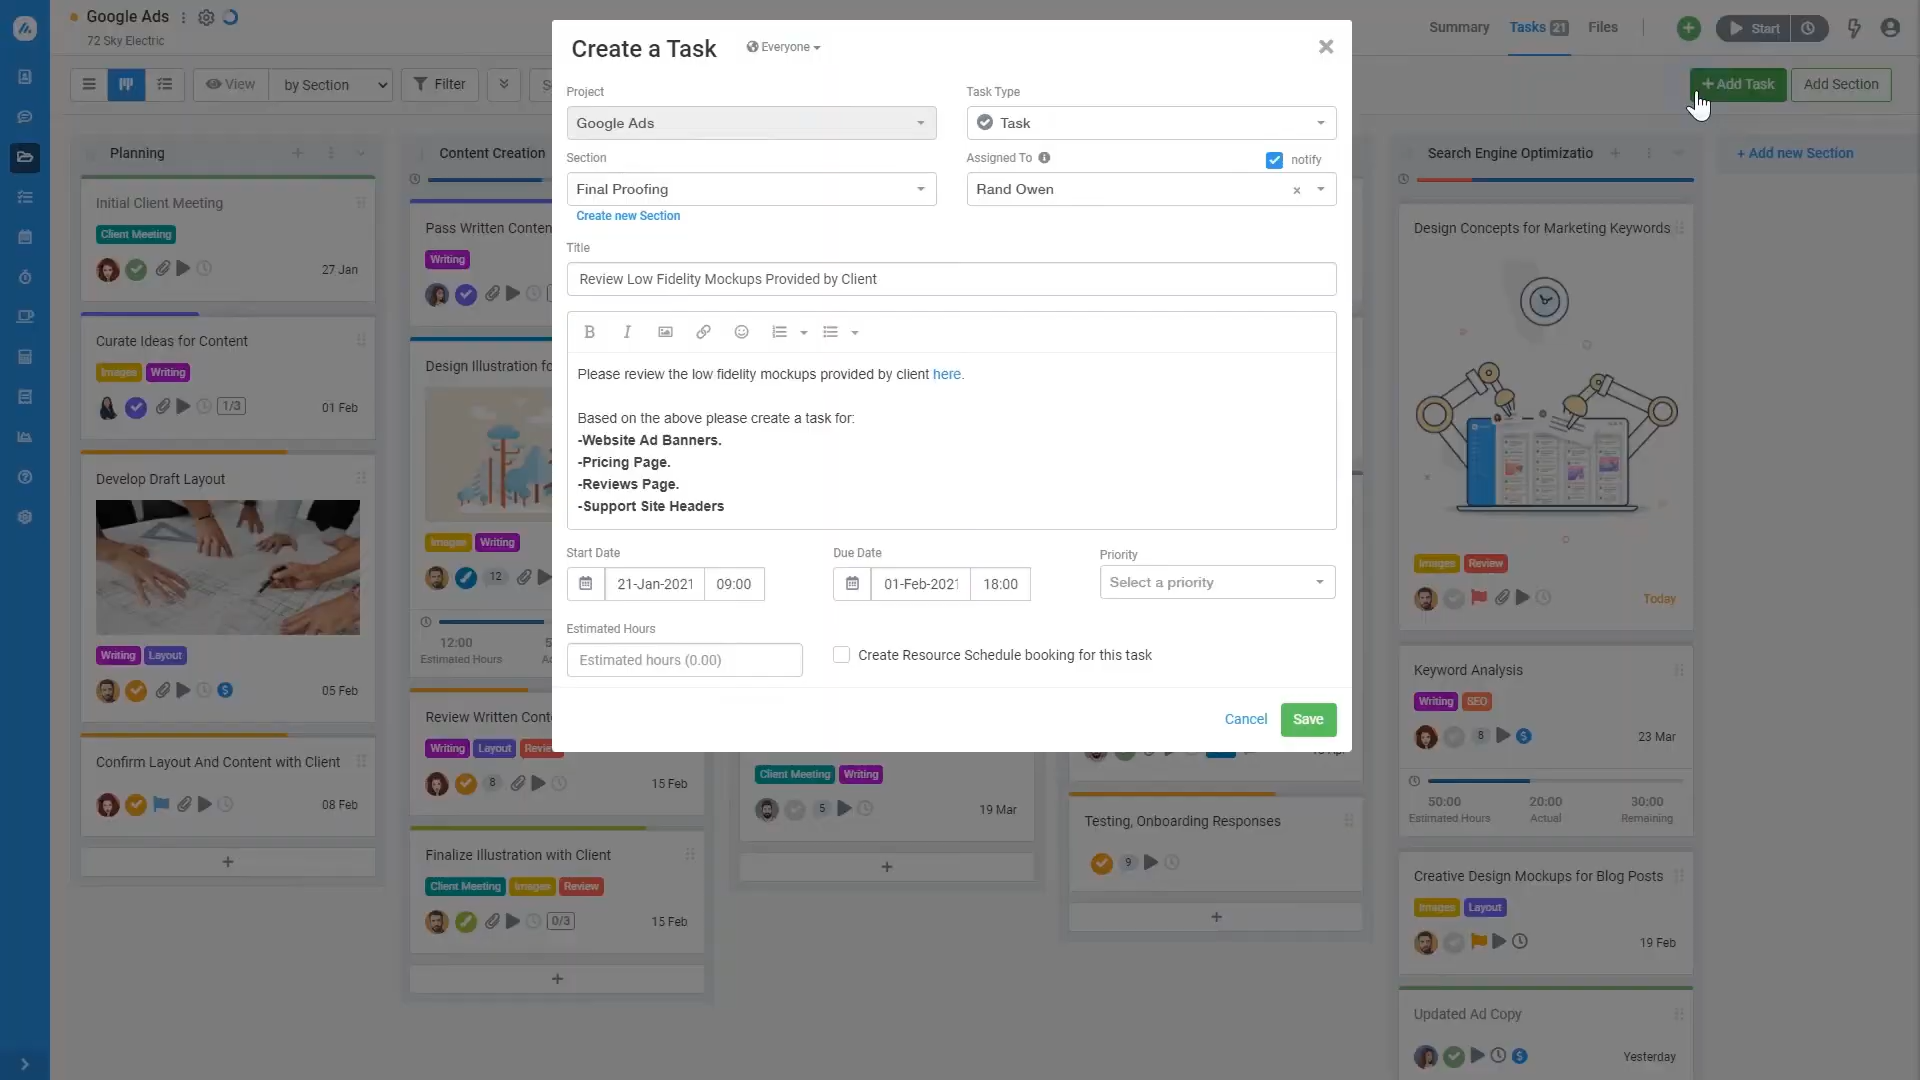 Google Ads
72 Sky Electric
Summary
Tasks 21
Files
Start
View
by Section
Filter
+ Add Task
Add Section
Planning
Initial Client Meeting
Client Meeting
27 Jan
Curate Ideas for Content
Images Writing
1/3
01 Feb
Develop Draft Layout
Writing Layout
05 Feb
Confirm Layout And Content with Client
08 Feb
+
Content Creation
Pass Written Conten
Writing
Design Illustration fo
Images Writing
12
12:00
Estimated Hours
Review Written Cont
Writing Layout Review
8
15 Feb
Finalize Illustration with Client
Client Meeting Images Review
0/3
15 Feb
+
Create a Task
Everyone
Project
Google Ads
Task Type
Task
Section
Final Proofing
Create new Section
Assigned To
notify
Rand Owen
Title
Review Low Fidelity Mockups Provided by Client
B I
Please review the low fidelity mockups provided by client here.
Based on the above please create a task for:
-Website Ad Banners.
-Pricing Page.
-Reviews Page.
-Support Site Headers
Start Date
21-Jan-2021 09:00
Due Date
01-Feb-2021 18:00
Priority
Select a priority
Estimated Hours
Estimated hours (0.00)
Create Resource Schedule booking for this task
Cancel
Save
Client Meeting Writing
5
19 Mar
+
Testing, Onboarding Responses
9
+
Search Engine Optimizatio
Design Concepts for Marketing Keywords
Images Review
Today
Keyword Analysis
Writing SEO
8
23 Mar
50:00 20:00 30:00
Estimated Hours Actual Remaining
Creative Design Mockups for Blog Posts
Images Layout
19 Feb
Updated Ad Copy
Yesterday
+ Add new Section